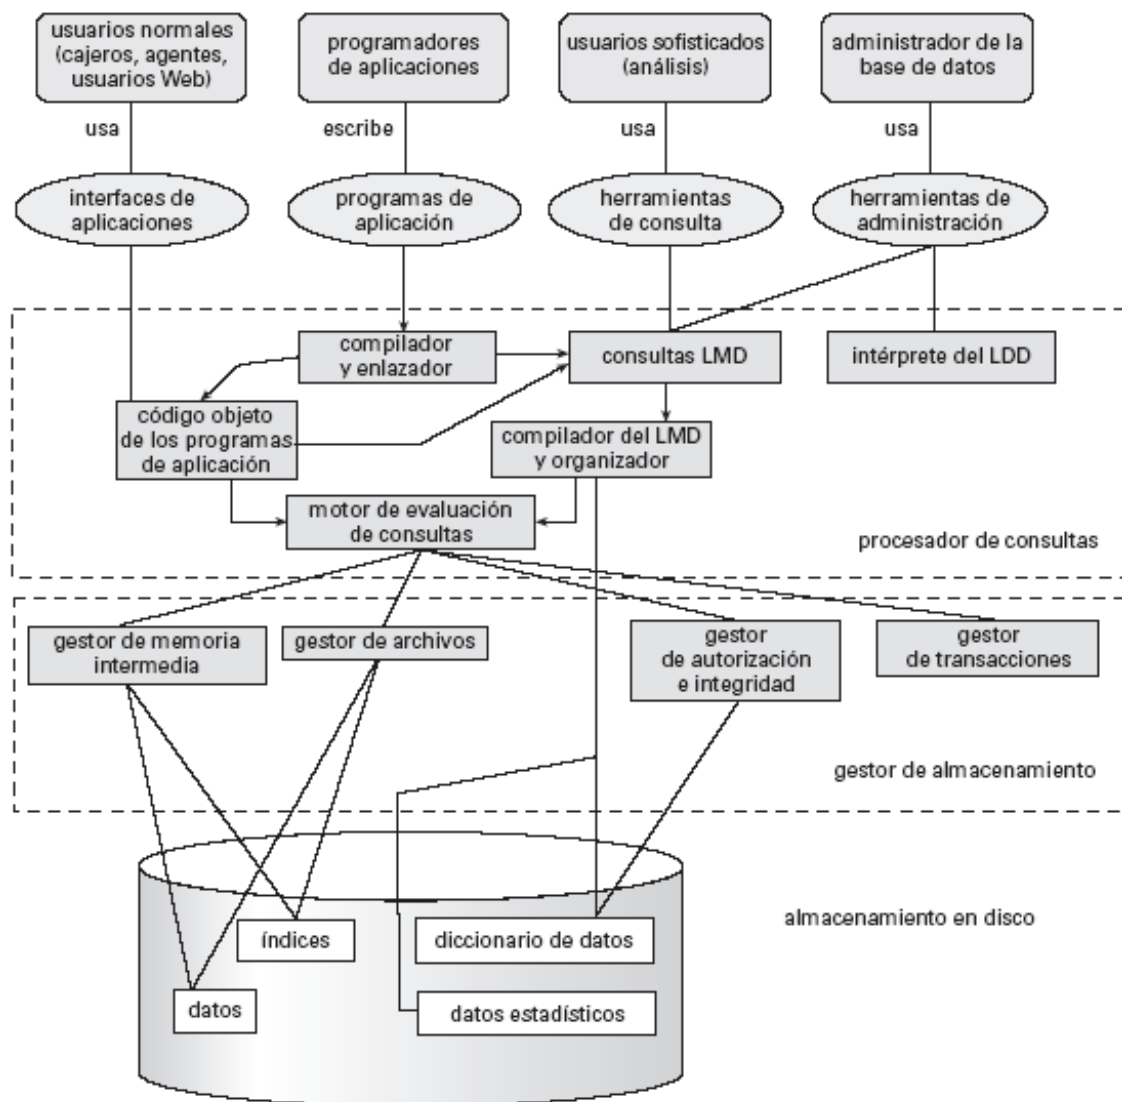 usuarios normales
(cajeros, agentes,
usuarios Web)
programadores
de aplicaciones
usuarios sofisticados
(análisis)
administrador de la
base de datos
usa
escribe
usa
usa
interfaces de
aplicaciones
programas de
aplicación
herramientas
de consulta
herramientas de
administración
compilador
y enlazador
consultas LMD
intérprete del LDD
código objeto
de los programas
de aplicación
compilador del LMD
y organizador
motor de evaluación
de consultas
procesador de consultas
gestor de memoria
intermedia
gestor de archivos
gestor
de autorización
e integridad
gestor
de transacciones
gestor de almacenamiento
almacenamiento en disco
índices
diccionario de datos
datos
datos estadísticos